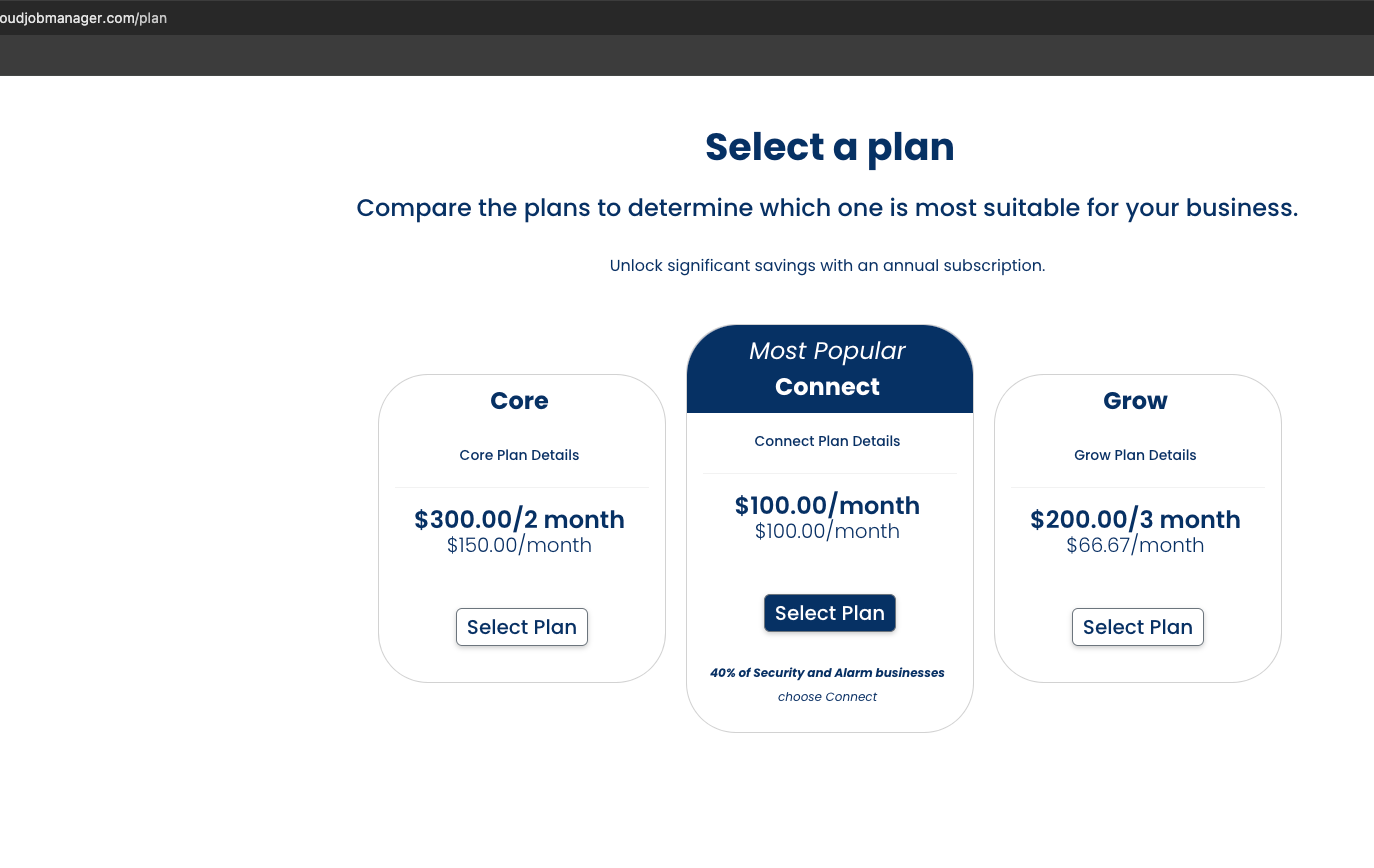 oudjobmanager.com/plan
Select a plan
Compare the plans to determine which one is most suitable for your business.
Unlock significant savings with an annual subscription.
Core
Core Plan Details
$300.00/2 month
$150.00/month
Select Plan
Most Popular
Connect
Connect Plan Details
$100.00/month
$100.00/month
Select Plan
40% of Security and Alarm businesses
choose Connect
Grow
Grow Plan Details
$200.00/3 month
$66.67/month
Select Plan